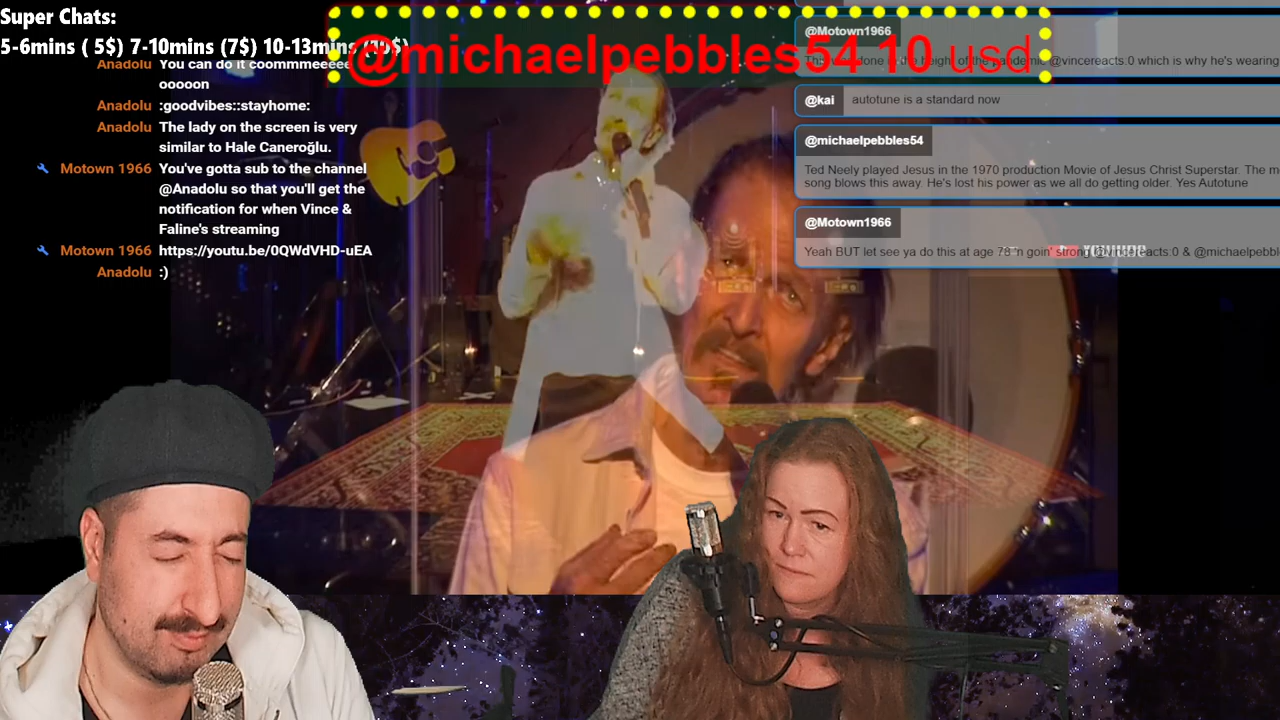 Super Chats:
5-6mins ( 5$) 7-10mins (7$) 10-13mins
@michaelpebbles54 10 usd
Anadolu You can do it coommmeeeee
ooooon
Anadolu :goodvibes::stayhome:
Anadolu The lady on the screen is very
similar to Hale Caneroğlu.
Motown 1966 You've gotta sub to the channel
@Anadolu so that you'll get the
notification for when Vince &
Faline's streaming
Motown 1966 https://youtu.be/0QWdVHD-uEA
Anadolu :)
@Motown1966
of the pandemic @vincereacts:0 which is why he's wearing
@kai autotune is a standard now
@michaelpebbles54
Ted Neely played Jesus in the 1970 production Movie of Jesus Christ Superstar. The
song blows this away. He's lost his power as we all do getting older. Yes Autotune
@Motown1966
Yeah BUT let see ya do this at age 78 'n goin' strong